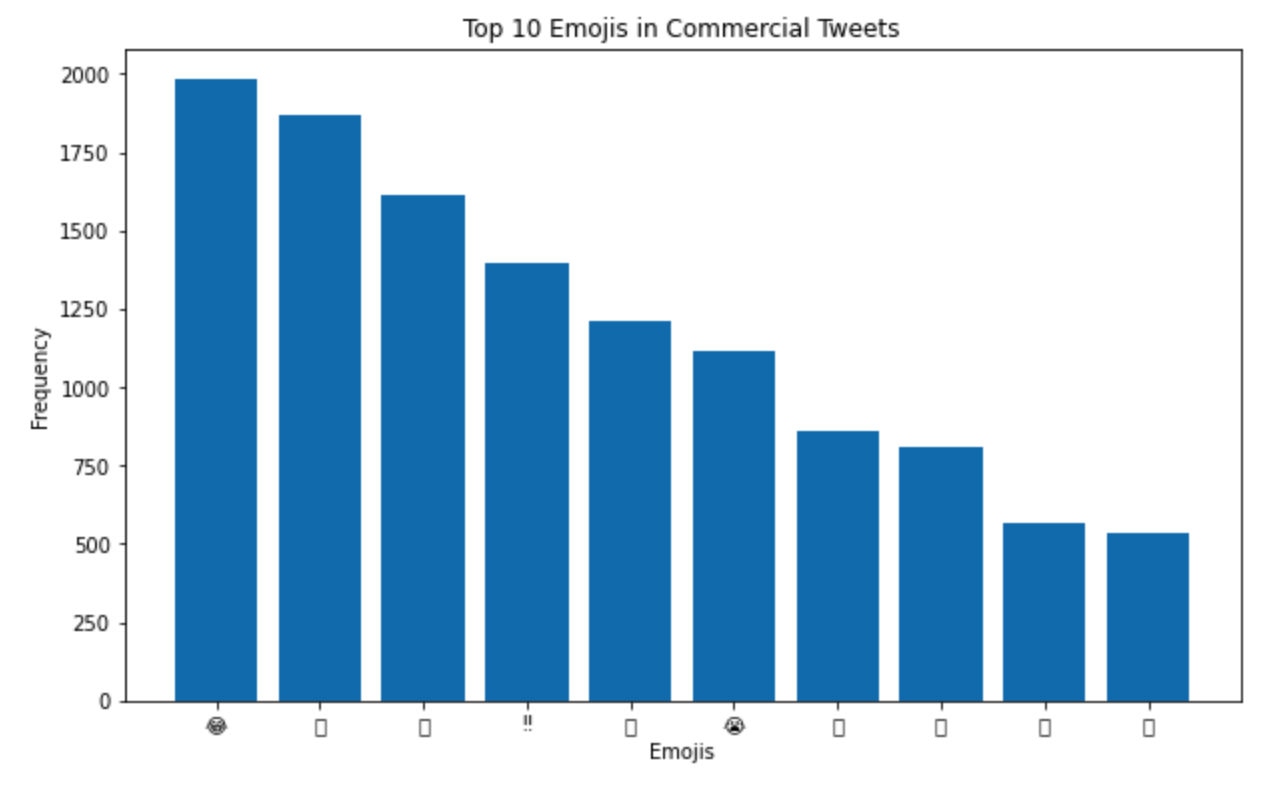 Top 10 Emojis in Commercial Tweets
2000
1750
1500
1250
1000
750
500
250
0
Frequency
😂 ▯ ▯ ‼ ▯ 😭 ▯ ▯ ▯ ▯
Emojis